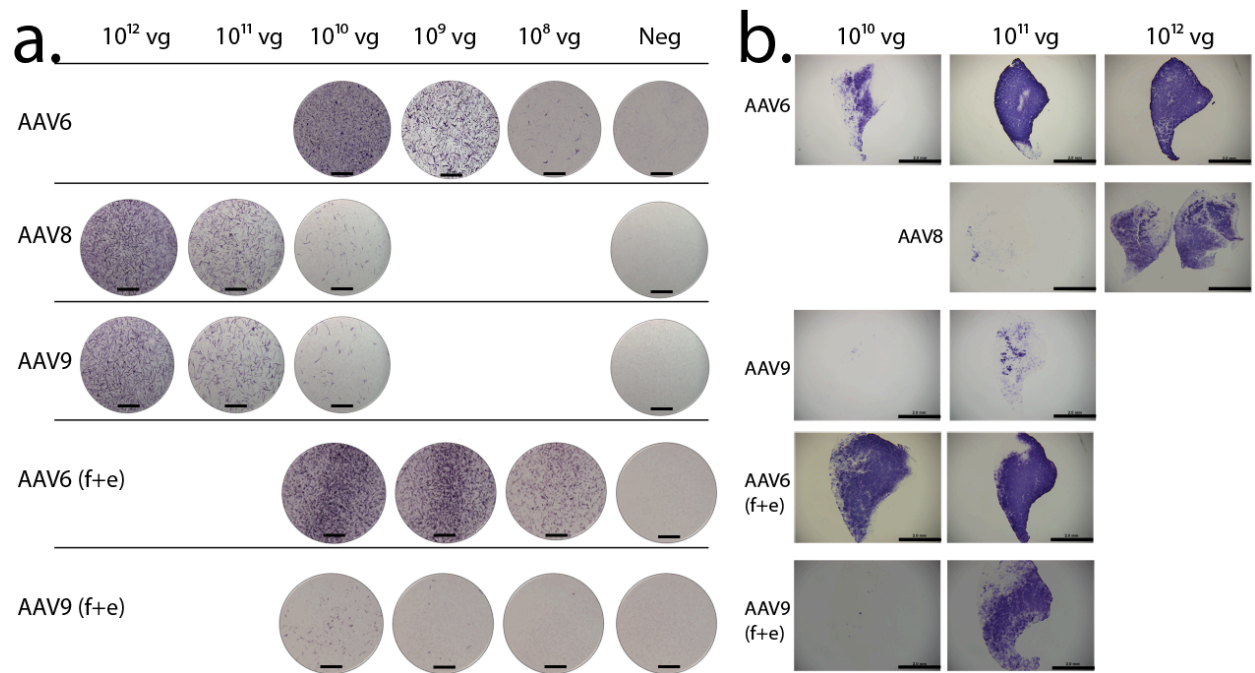 a.
10¹² vg 10¹¹ vg 10¹⁰ vg 10⁹ vg 10⁸ vg Neg
AAV6
AAV8
AAV9
AAV6 (f+e)
AAV9 (f+e)
b.
10¹⁰ vg 10¹¹ vg 10¹² vg
AAV6
AAV8
AAV9
AAV6
(f+e)
AAV9
(f+e)